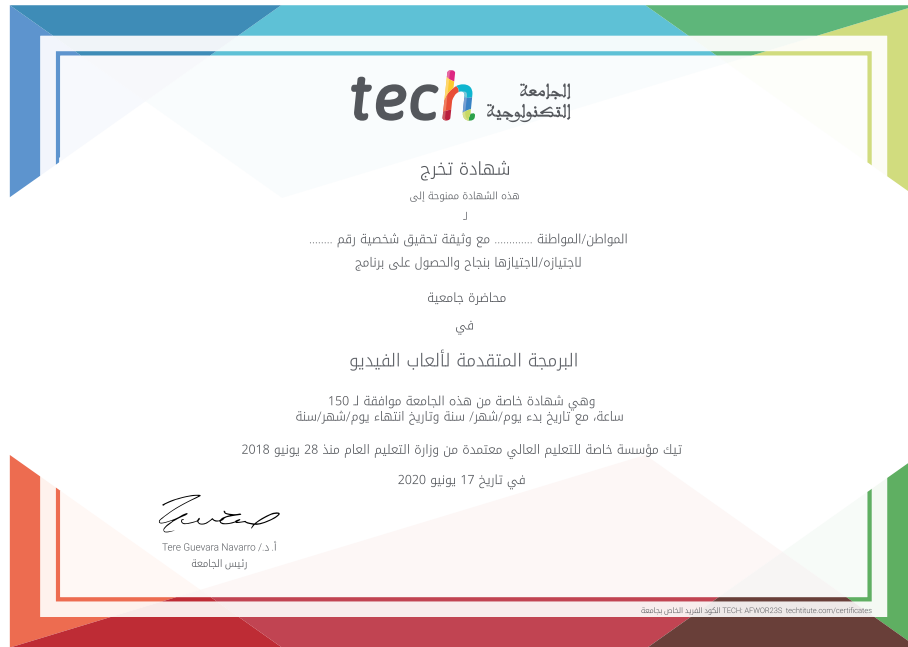 tech
الجامعة
التكنولوجية
شهادة تخرج
هذه الشهادة ممنوحة إلى
لـ
المواطن/المواطنة ............. مع وثيقة تحقيق شخصية رقم ........
لاجتيازه/لاجتيازها بنجاح والحصول على برنامج
محاضرة جامعية
في
البرمجة المتقدمة لألعاب الفيديو
وهي شهادة خاصة من هذه الجامعة موافقة لـ 150
ساعة، مع تاريخ بدء يوم/شهر/ سنة وتاريخ انتهاء يوم/شهر/سنة
تيك مؤسسة خاصة للتعليم العالي معتمدة من وزارة التعليم العام منذ 28 يونيو 2018
في تاريخ 17 يونيو 2020
أ. د./ Tere Guevara Navarro
رئيس الجامعة
الكود الفريد الخاص بجامعة TECH: AFWOR23S techtitute.com/certificates